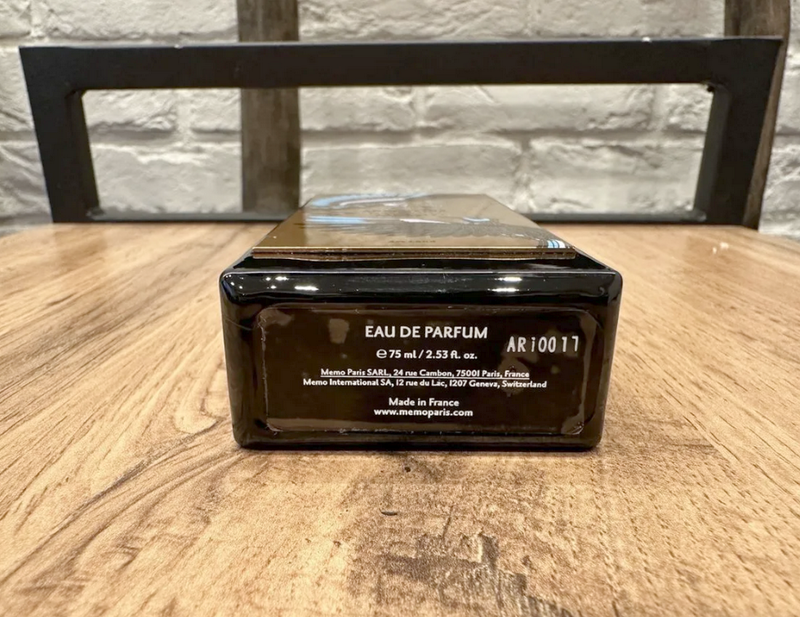 EAU DE PARFUM
℮ 75 ml / 2.53 fl. oz.
AR10017
Memo Paris SARL, 24 rue Cambon, 75001 Paris, France
Memo International SA, 12 rue du Lac, 1207 Geneva, Switzerland
Made in France
www.memoparis.com